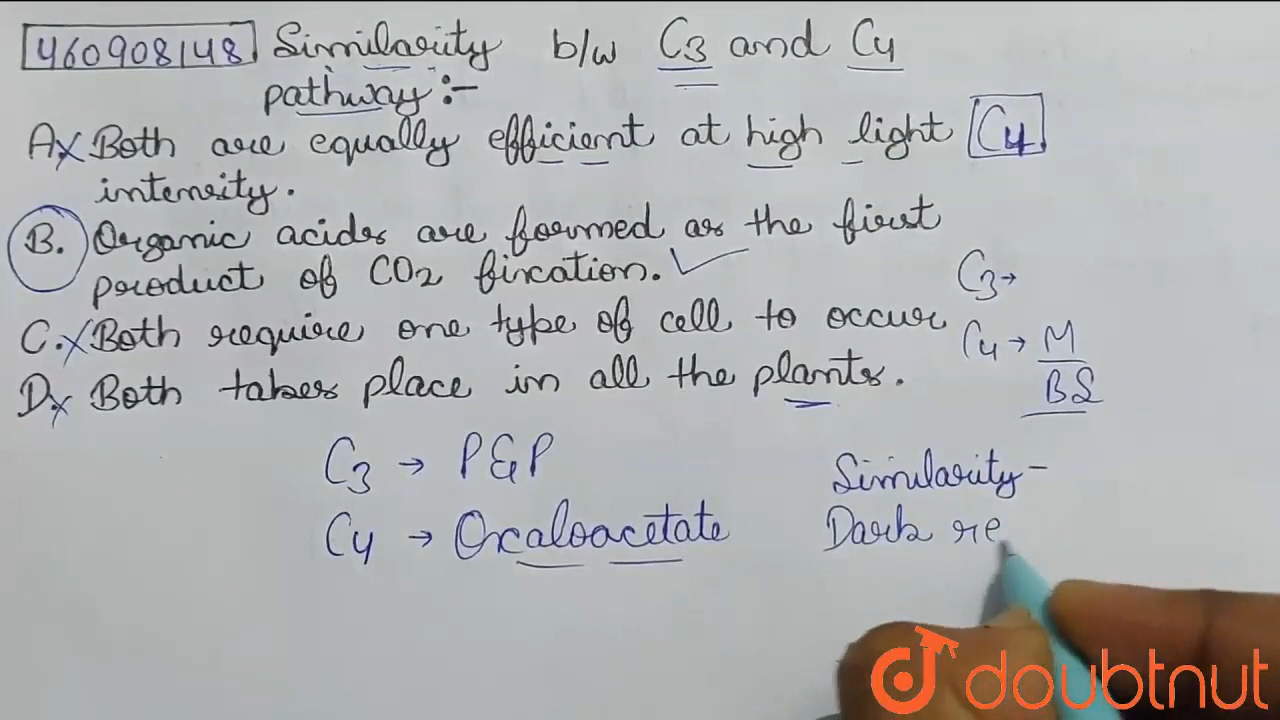 460908148 Similarity b/w C3 and C4
pathway :-
A. Both are equally efficient at high light C4
intensity.
B. Organic acids are formed as the first
product of CO2 fixation.
C3 →
C. Both require one type of cell to occur
C4 → M
BS
D. Both takes place in all the plants.
C3 → PGP
Similarity -
C4 → Oxaloacetate
Dark re
doubtnut